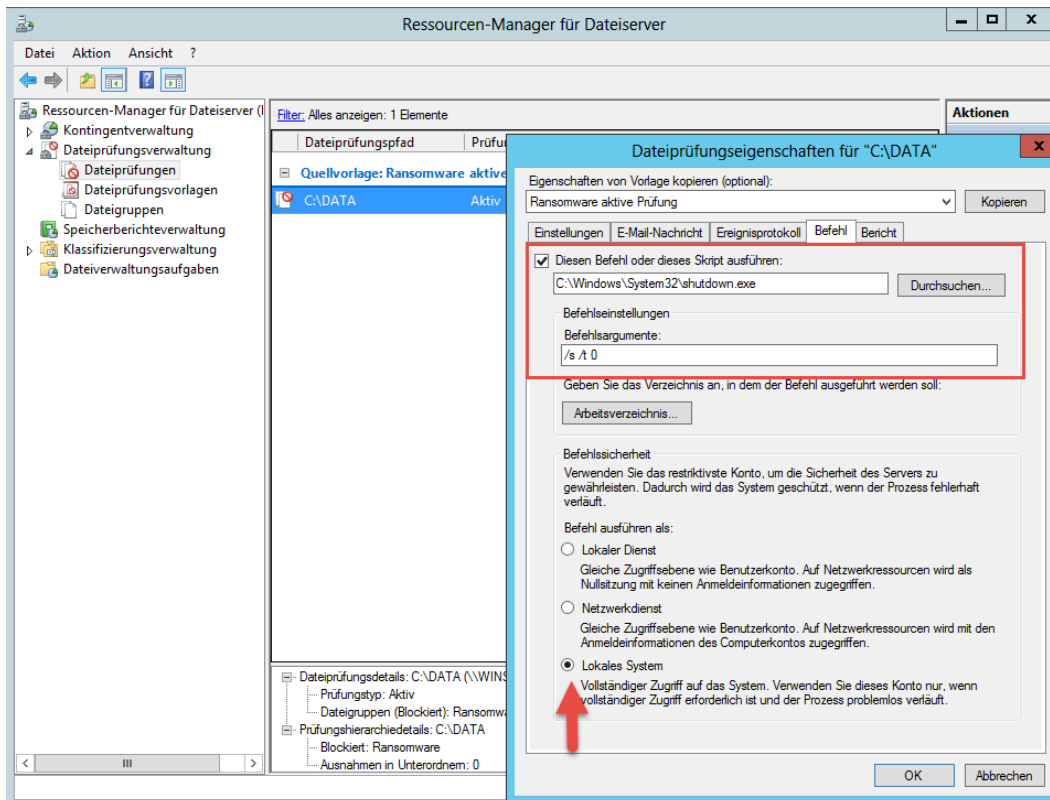 Ressourcen-Manager für Dateiserver
Datei Aktion Ansicht ?
Ressourcen-Manager für Dateiserver (I
Kontingentverwaltung
Dateiprüfungsverwaltung
Dateiprüfungen
Dateiprüfungsvorlagen
Dateigruppen
Speicherberichteverwaltung
Klassifizierungsverwaltung
Dateiverwaltungsaufgaben
Filter: Alles anzeigen: 1 Elemente
Dateiprüfungspfad Prüfu
Quellvorlage: Ransomware aktive
C:\DATA Aktiv
Dateiprüfungsdetails: C:\DATA (\\WINS
Prüfungstyp: Aktiv
Dateigruppen (Blockiert): Ransomwa
Prüfungshierarchiedetails: C:\DATA
Blockiert: Ransomware
Ausnahmen in Unterordnern: 0
Aktionen
Dateiprüfungseigenschaften für "C:\DATA"
Eigenschaften von Vorlage kopieren (optional):
Ransomware aktive Prüfung Kopieren
Einstellungen E-Mail-Nachricht Ereignisprotokoll Befehl Bericht
Diesen Befehl oder dieses Skript ausführen:
C:\Windows\System32\shutdown.exe Durchsuchen...
Befehlseinstellungen
Befehlsargumente:
/s /t 0
Geben Sie das Verzeichnis an, in dem der Befehl ausgeführt werden soll:
Arbeitsverzeichnis...
Befehlssicherheit
Verwenden Sie das restriktivste Konto, um die Sicherheit des Servers zu
gewährleisten. Dadurch wird das System geschützt, wenn der Prozess fehlerhaft
verläuft.
Befehl ausführen als:
Lokaler Dienst
Gleiche Zugriffsebene wie Benutzerkonto. Auf Netzwerkressourcen wird als
Nullsitzung mit keinen Anmeldeinformationen zugegriffen.
Netzwerkdienst
Gleiche Zugriffsebene wie Benutzerkonto. Auf Netzwerkressourcen wird mit den
Anmeldeinformationen des Computerkontos zugegriffen.
Lokales System
Vollständiger Zugriff auf das System. Verwenden Sie dieses Konto nur, wenn
vollständiger Zugriff erforderlich ist und der Prozess problemlos verläuft.
OK Abbrechen